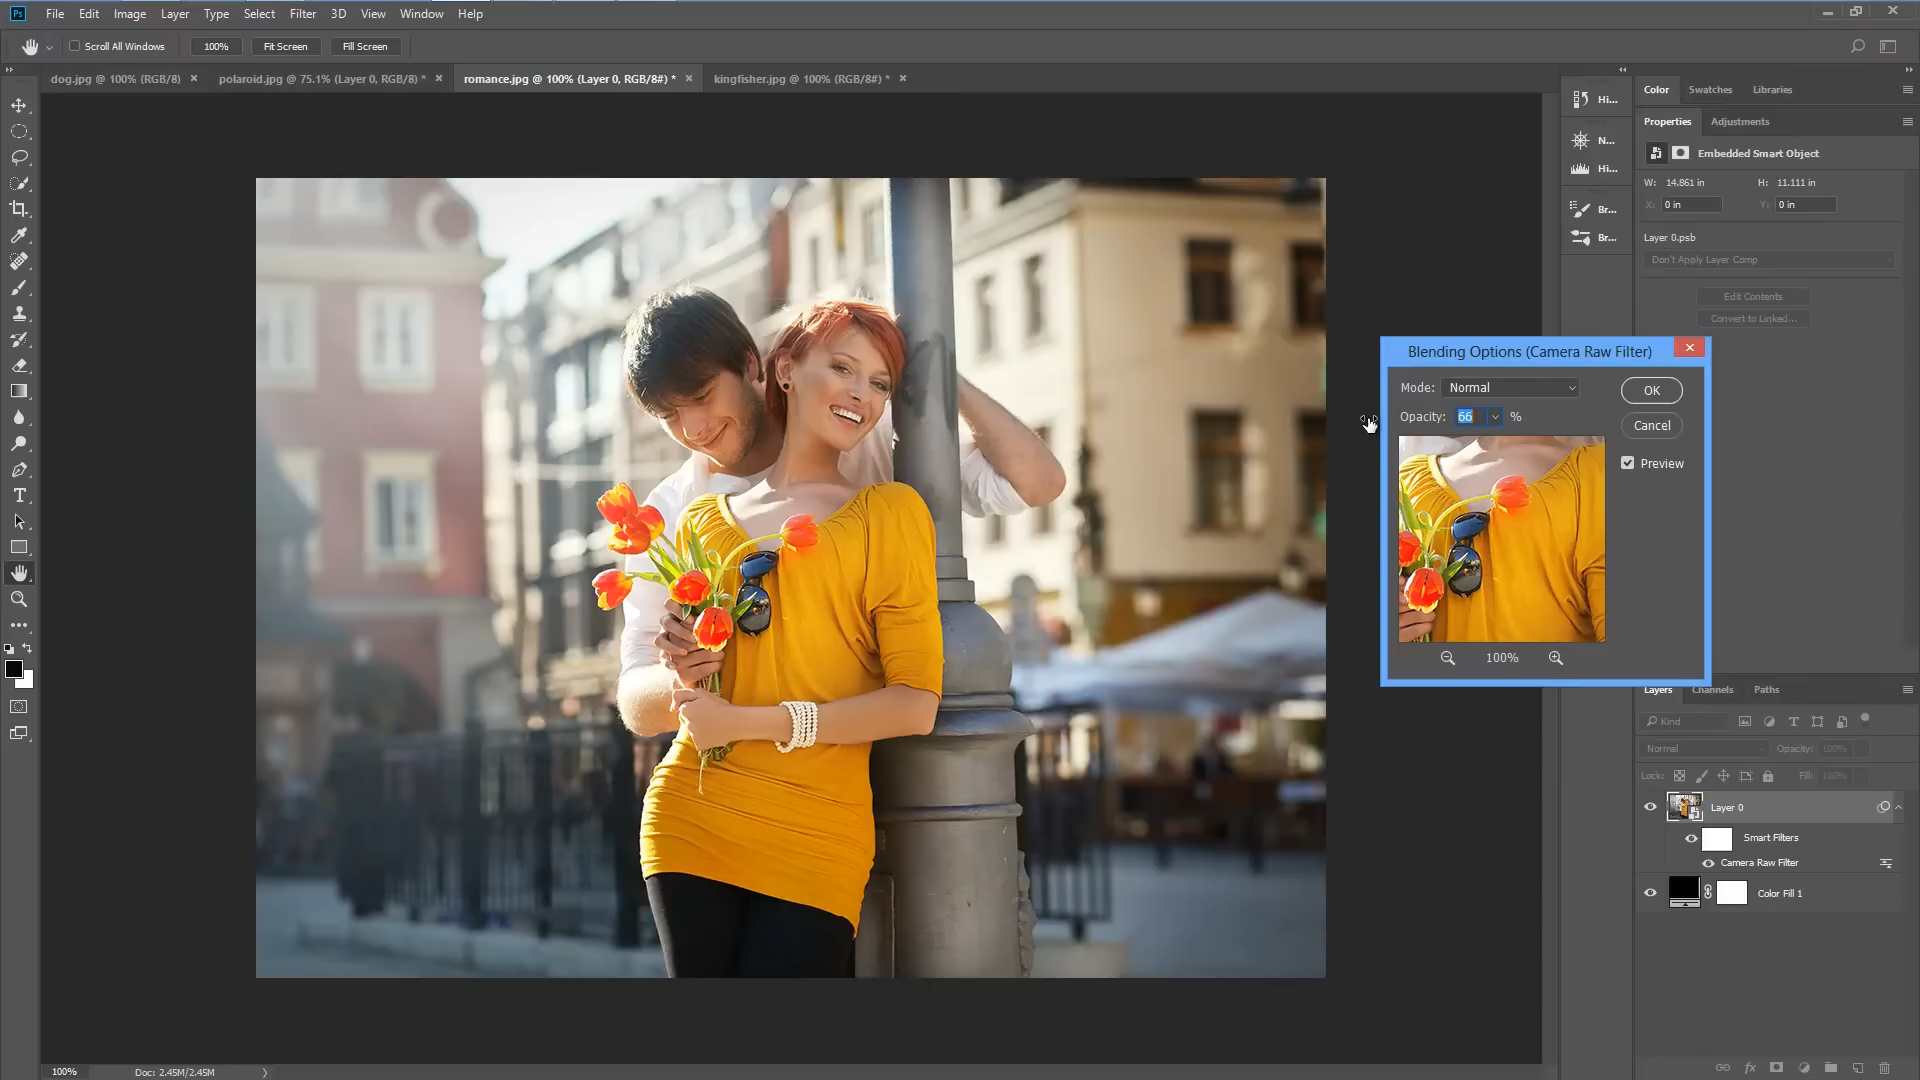 Ps File Edit Image Layer Type Select Filter 3D View Window Help
Scroll All Windows 100% Fit Screen Fill Screen
dog.jpg @ 100% (RGB/8) polaroid.jpg @ 75.1% (Layer 0, RGB/8) * romance.jpg @ 100% (Layer 0, RGB/8#) * kingfisher.jpg @ 100% (RGB/8#) *
Hi...
N...
Hi...
Br...
Br...
Color Swatches Libraries
Properties Adjustments
Embedded Smart Object
W: 14.861 in H: 11.111 in
X: 0 in Y: 0 in
Layer 0.psb
Don't Apply Layer Comp
Edit Contents
Convert to Linked...
Blending Options (Camera Raw Filter)
Mode: Normal OK
Opacity: 66 % Cancel
Preview
100%
Layers Channels Paths
Kind
Normal Opacity: 100%
Lock: Fill: 100%
Layer 0
Smart Filters
Camera Raw Filter
Color Fill 1
100% Doc: 2.45M/2.45M